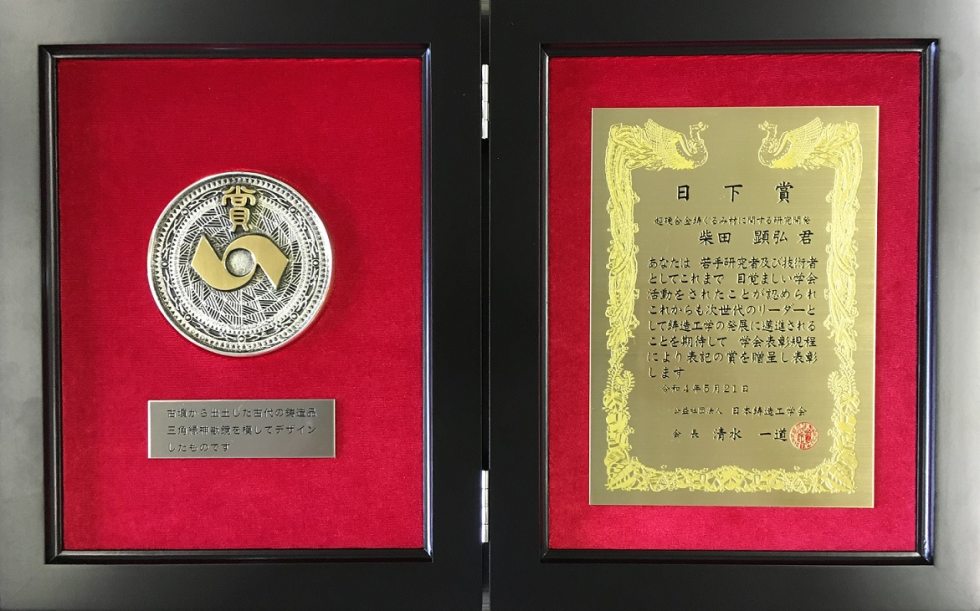 賞
古墳から出土した古代の鋳造品
三角縁神獣鏡を模してデザイン
したものです
日下賞
超硬合金鋳ぐるみ材に関する研究開発
柴田 顕弘 君
あなたは 若手研究者及び技術者
としてこれまで 目覚ましい学会
活動をされたことが認められ
これからも次世代のリーダーと
して鋳造工学の発展に邁進される
ことを期待して 学会表彰規程
により表記の賞を贈呈し表彰
します
令和4年5月21日
公益社団法人 日本鋳造工学会
会長 清水 一道